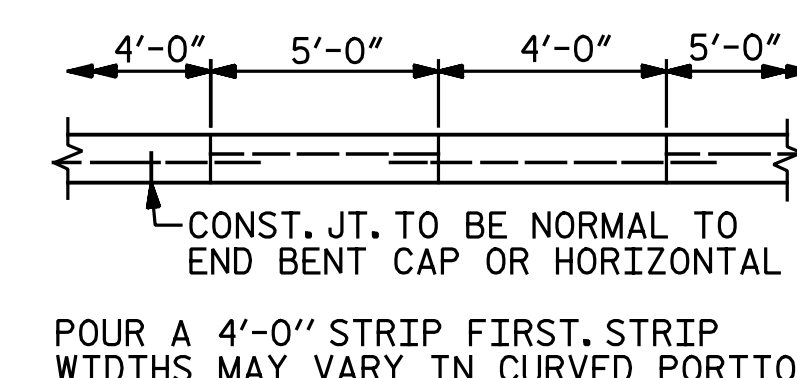 4'-0" 5'-0" 4'-0" 5'-0"
CONST. JT. TO BE NORMAL TO
END BENT CAP OR HORIZONTAL
POUR A 4'-0" STRIP FIRST. STRIP
WIDTHS MAY VARY IN CURVED